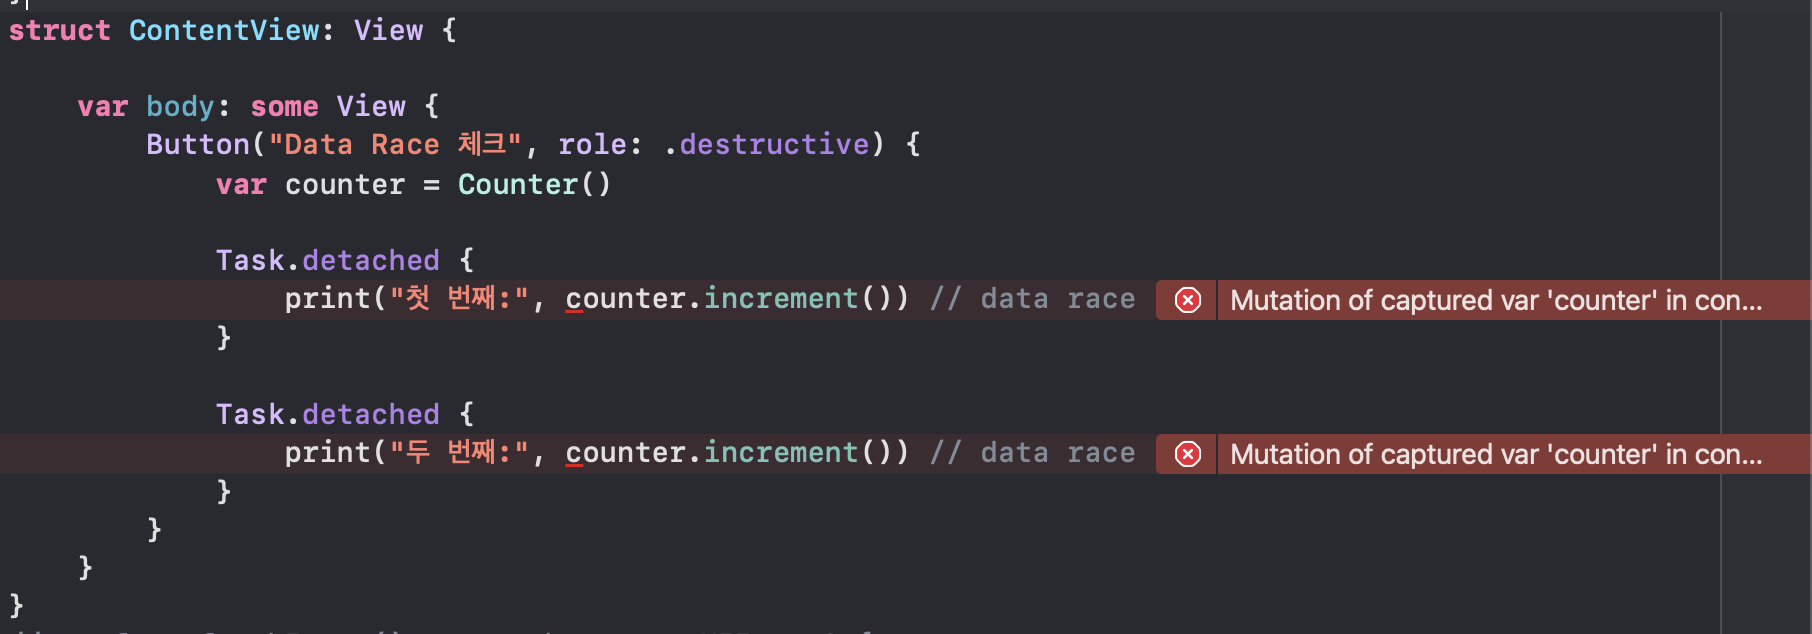 struct ContentView: View {
var body: some View {
Button("Data Race 체크", role: .destructive) {
var counter = Counter()
Task.detached {
print("첫 번째:", counter.increment()) // data race Mutation of captured var 'counter' in con...
}
Task.detached {
print("두 번째:", counter.increment()) // data race Mutation of captured var 'counter' in con...
}
}
}
}